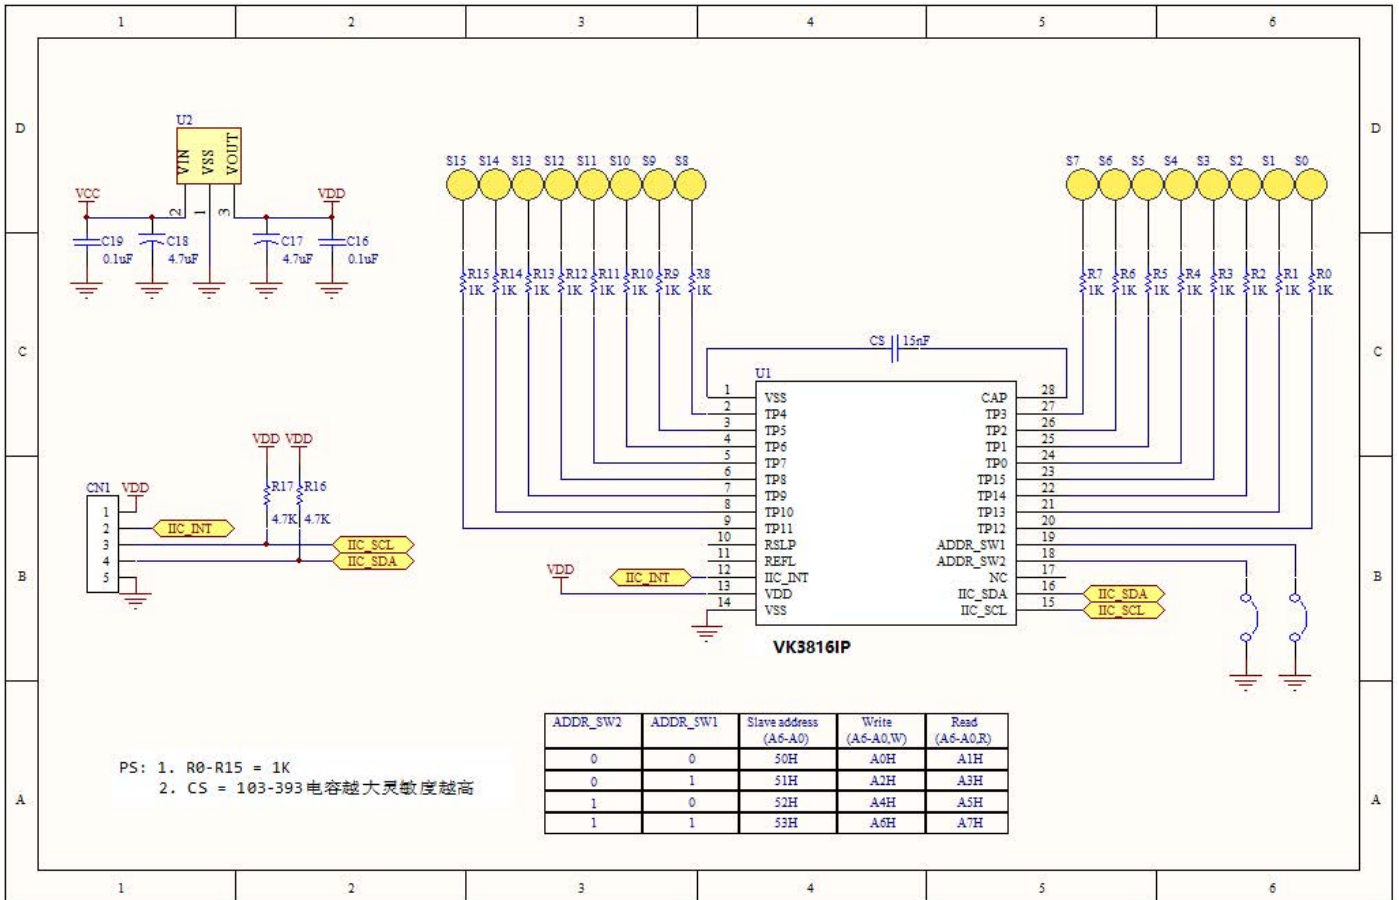 1 2 3 4 5 6
D D
U2
VIN VSS VOUT
S15 S14 S13 S12 S11 S10 S9 S8 S7 S6 S5 S4 S3 S2 S1 S0
VCC VDD
2 1 3
C19 C18 C17 C16
0.1uF 4.7uF 4.7uF 0.1uF
R15 R14 R13 R12 R11 R10 R9 R8 R7 R6 R5 R4 R3 R2 R1 R0
1K 1K 1K 1K 1K 1K 1K 1K 1K 1K 1K 1K 1K 1K 1K 1K
CS 15nF
C C
U1
1 VSS CAP 28
2 TP4 TP3 27
3 TP5 TP2 26
4 TP6 TP1 25
5 TP7 TP0 24
6 TP8 TP15 23
7 TP9 TP14 22
8 TP10 TP13 21
9 TP11 TP12 20
10 RSLP ADDR_SW1 19
11 REFL ADDR_SW2 18
IIC_INT 12 IIC_INT NC 17
VDD 13 VDD IIC_SDA 16 IIC_SDA
14 VSS IIC_SCL 15 IIC_SCL
VK3816IP
VDD VDD
R17 R16
4.7K 4.7K
CN1 VDD
1
2 IIC_INT
3 IIC_SCL
4 IIC_SDA
5
B B
ADDR_SW2 ADDR_SW1 Slave address (A6-A0) Write (A6-A0,W) Read (A6-A0,R)
0 0 50H A0H A1H
0 1 51H A2H A3H
1 0 52H A4H A5H
1 1 53H A6H A7H
PS: 1. R0-R15 = 1K
2. CS = 103-393电容越大灵敏度越高
A A
1 2 3 4 5 6